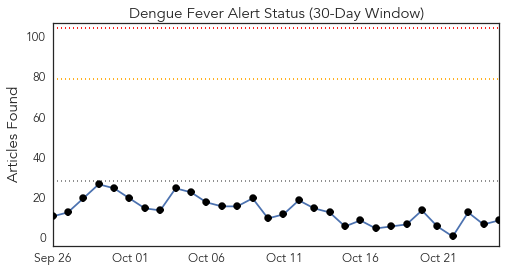 Dengue Fever Alert Status (30-Day Window)
Articles Found
100
80
60
40
20
0
Sep 26 Oct 01 Oct 06 Oct 11 Oct 16 Oct 21